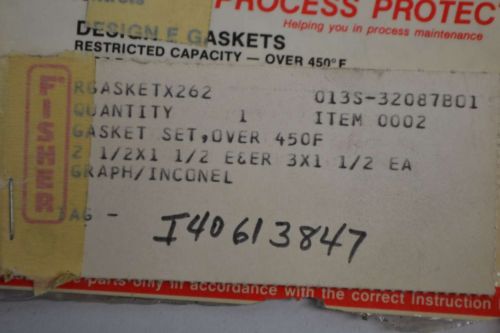 PROCESS PROTEC
Helping you in process maintenance
DESIGN E GASKETS
RESTRICTED CAPACITY — OVER 450° F
FISHER
RGASKETX262 013S-32087B01
QUANTITY 1 ITEM 0002
GASKET SET,OVER 450F
2 1/2X1 1/2 E&ER 3X1 1/2 EA
GRAPH/INCONEL
TAG - I40613847
parts only in accordance with the correct Instruction